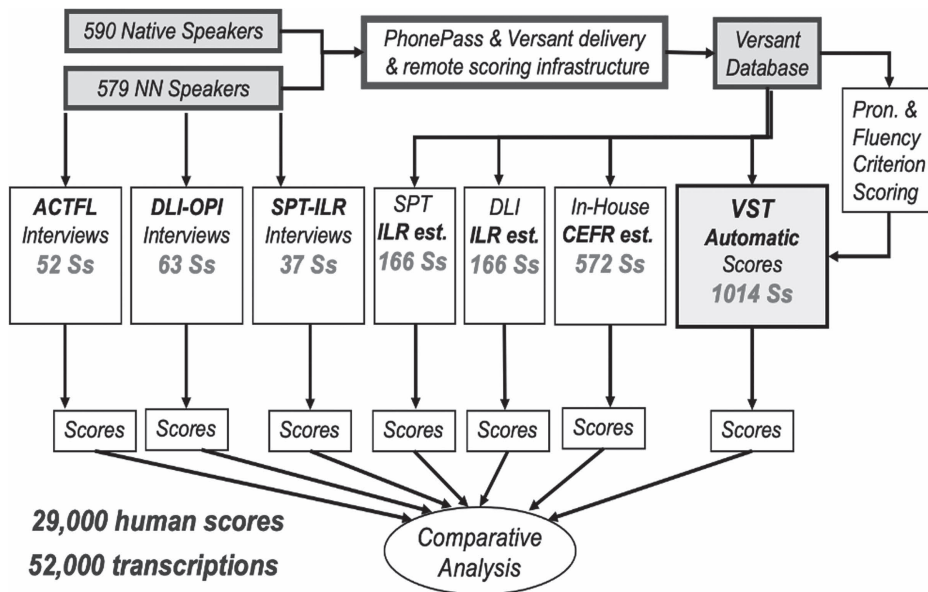 590 Native Speakers
579 NN Speakers
PhonePass & Versant delivery
& remote scoring infrastructure
Versant
Database
Pron. &
Fluency
Criterion
Scoring
ACTFL
Interviews
52 Ss
DLI-OPI
Interviews
63 Ss
SPT-ILR
Interviews
37 Ss
SPT
ILR est.
166 Ss
DLI
ILR est.
166 Ss
In-House
CEFR est.
572 Ss
VST
Automatic
Scores
1014 Ss
Scores
Scores
Scores
Scores
Scores
Scores
Scores
29,000 human scores
52,000 transcriptions
Comparative
Analysis